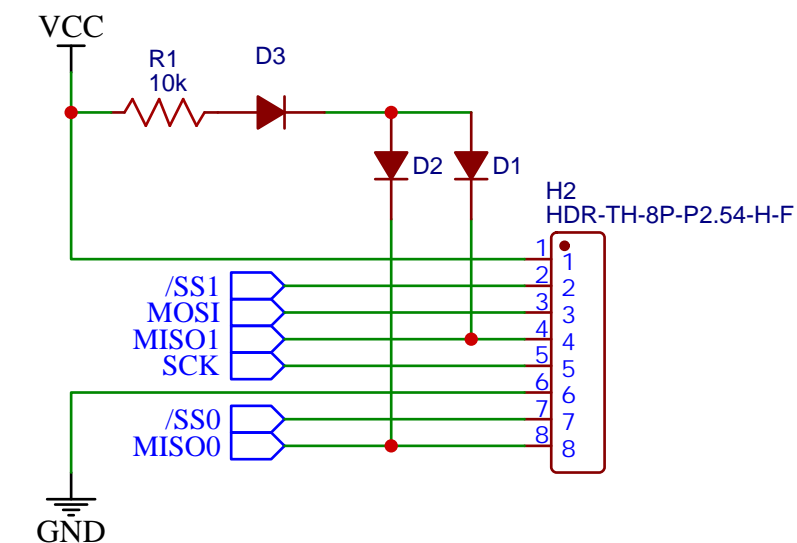 VCC
R1
10k
D3
D2
D1
H2
HDR-TH-8P-P2.54-H-F
1 1
/SS1 2 2
MOSI 3 3
MISO1 4 4
SCK 5 5
6 6
/SS0 7 7
MISO0 8 8
GND